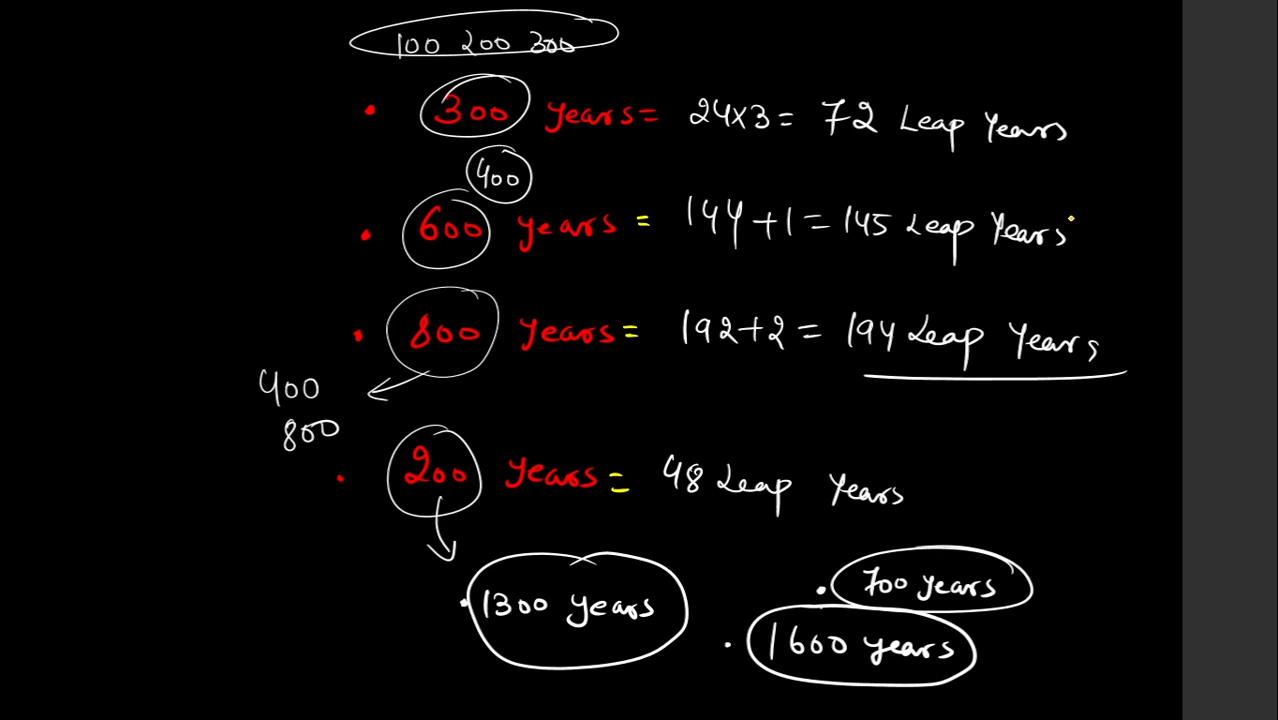 100 200 300
• 300 years = 24x3 = 72 Leap Years
400
• 600 years = 144+1 = 145 Leap Years
• 800 years = 192+2 = 194 Leap Years
400
800
• 200 years = 48 Leap Years
• 700 years
• 1300 years
• 1600 years